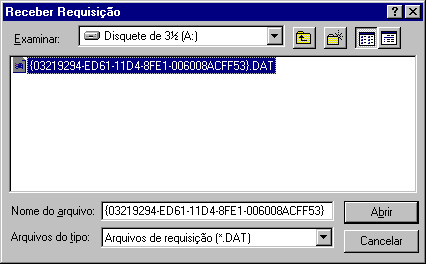 Receber Requisição
Examinar: Disquete de 3½ (A:)
{03219294-ED61-11D4-8FE1-006008ACFF53}.DAT
Nome do arquivo: {03219294-ED61-11D4-8FE1-006008ACFF53} Abrir
Arquivos do tipo: Arquivos de requisição (*.DAT) Cancelar